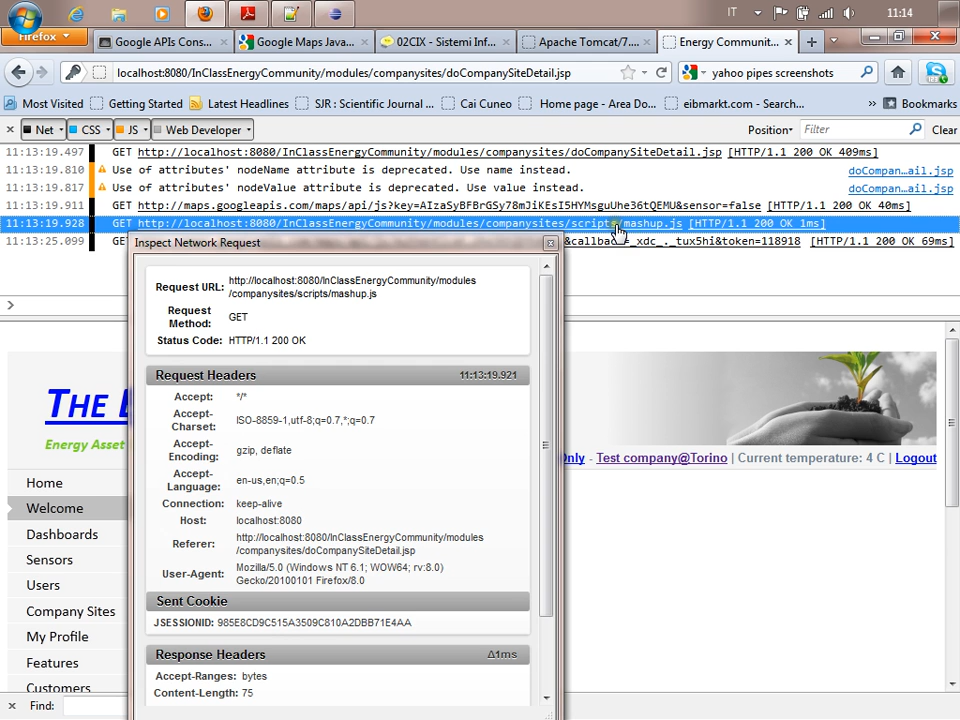 IT 11:14
Firefox
Google APIs Cons...
Google Maps Javac...
02CIX - Sistemi Inf...
Apache Tomcat/7....
Energy Communit...
localhost:8080/InClassEnergyCommunity/modules/companysites/doCompanySiteDetail.jsp
yahoo pipes screenshots
Most Visited
Getting Started
Latest Headlines
SJR : Scientific Journal ...
Cai Cuneo
Home page - Area Do...
eibmarkt.com - Search...
»
Bookmarks
Net
CSS
JS
Web Developer
Position
Filter
Clear
11:13:19.497 GET http://localhost:8080/InClassEnergyCommunity/modules/companysites/doCompanySiteDetail.jsp [HTTP/1.1 200 OK 409ms]
11:13:19.810 Use of attributes' nodeName attribute is deprecated. Use name instead. doCompan...ail.jsp
11:13:19.817 Use of attributes' nodeValue attribute is deprecated. Use value instead. doCompan...ail.jsp
11:13:19.911 GET http://maps.googleapis.com/maps/api/js?key=AIzaSyBFBrGSy78mJiKEsI5HYMsguUhe36tQEMU&sensor=false [HTTP/1.1 200 OK 40ms]
11:13:19.928 GET http://localhost:8080/InClassEnergyCommunity/modules/companysites/scripts/mashup.js [HTTP/1.1 200 OK 1ms]
11:13:25.099 GET &callbac =_xdc_._tux5hi&token=118918 [HTTP/1.1 200 OK 69ms]
Inspect Network Request
Request URL: http://localhost:8080/InClassEnergyCommunity/modules
/companysites/scripts/mashup.js
Request Method: GET
Status Code: HTTP/1.1 200 OK
Request Headers 11:13:19.921
Accept: */*
Accept-Charset: ISO-8859-1,utf-8;q=0.7,*;q=0.7
Accept-Encoding: gzip, deflate
Accept-Language: en-us,en;q=0.5
Connection: keep-alive
Host: localhost:8080
Referer: http://localhost:8080/InClassEnergyCommunity/modules
/companysites/doCompanySiteDetail.jsp
User-Agent: Mozilla/5.0 (Windows NT 6.1; WOW64; rv:8.0)
Gecko/20100101 Firefox/8.0
Sent Cookie
JSESSIONID: 985E8CD9C515A3509C810A2DBB71E4AA
Response Headers Δ1ms
Accept-Ranges: bytes
Content-Length: 75
THE E
Energy Asset
Only - Test company@Torino | Current temperature: 4 C | Logout
Home
Welcome
Dashboards
Sensors
Users
Company Sites
My Profile
Features
Customers
Find: